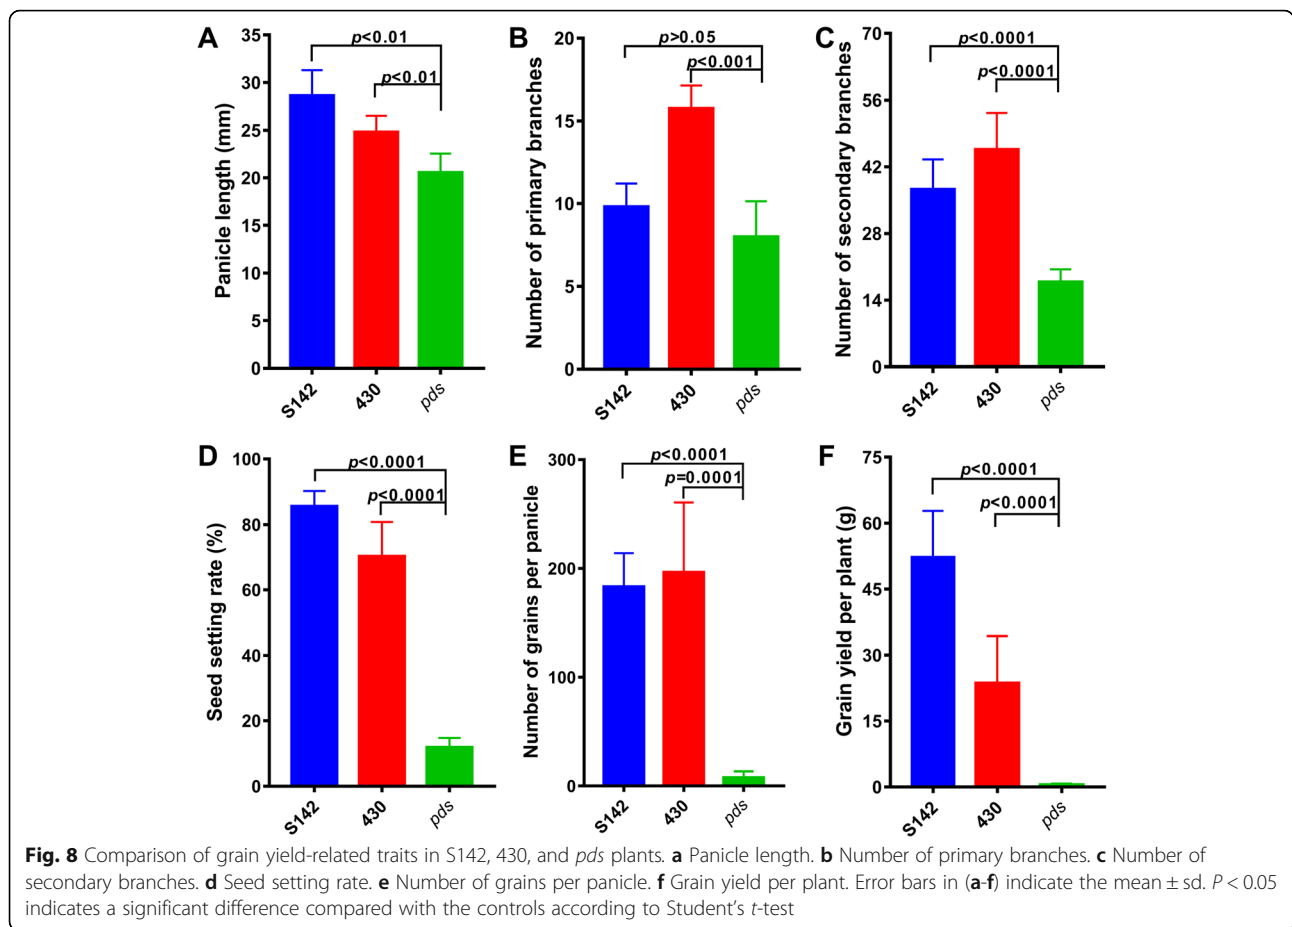 A
Panicle length (mm)
35
30
25
20
15
10
5
0
p<0.01
p<0.01
S142
430
pds
B
Number of primary branches
20
15
10
5
0
p>0.05
p<0.001
S142
430
pds
C
Number of secondary branches
70
56
42
28
14
0
p<0.0001
p<0.0001
S142
430
pds
D
Seed setting rate (%)
100
80
60
40
20
0
p<0.0001
p<0.0001
S142
430
pds
E
Number of grains per panicle
300
200
100
0
p<0.0001
p=0.0001
S142
430
pds
F
Grain yield per plant (g)
75
60
45
30
15
0
p<0.0001
p<0.0001
S142
430
pds
Fig. 8 Comparison of grain yield-related traits in S142, 430, and pds plants. a Panicle length. b Number of primary branches. c Number of
secondary branches. d Seed setting rate. e Number of grains per panicle. f Grain yield per plant. Error bars in (a-f) indicate the mean ± sd. P < 0.05
indicates a significant difference compared with the controls according to Student's t-test